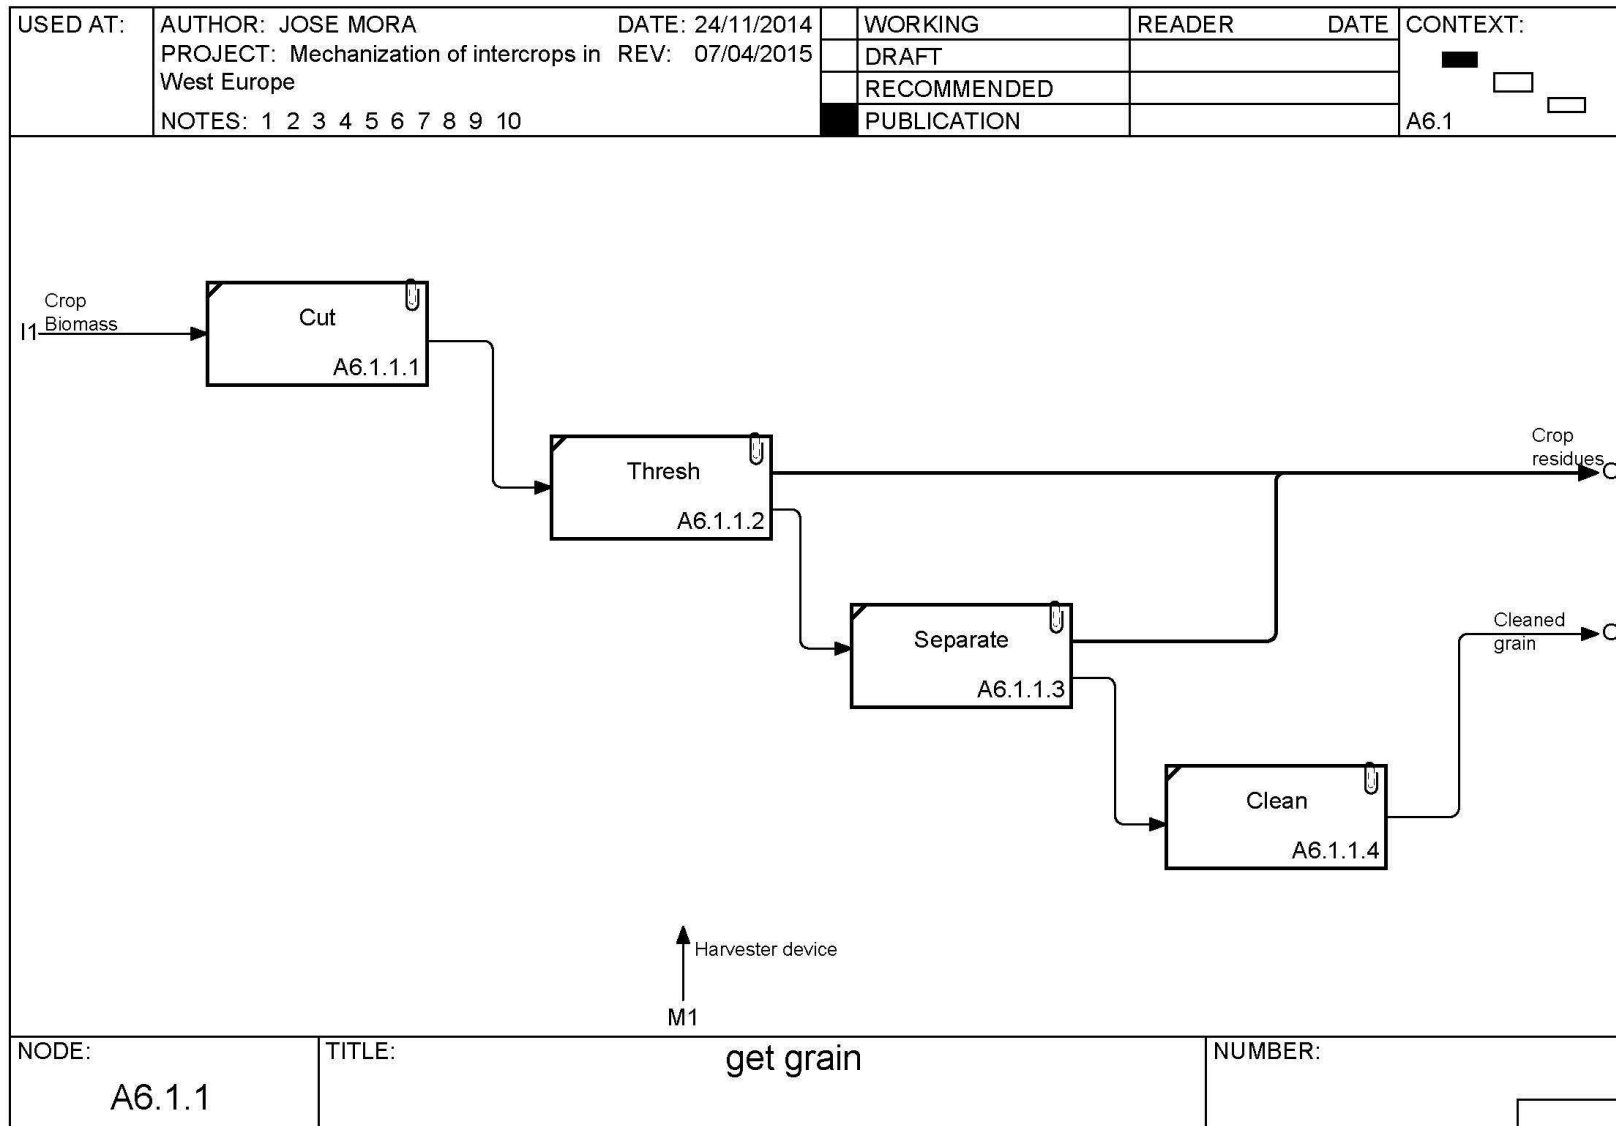 USED AT:
AUTHOR: JOSE MORA
DATE: 24/11/2014
PROJECT: Mechanization of intercrops in
REV: 07/04/2015
West Europe
NOTES: 1 2 3 4 5 6 7 8 9 10
WORKING
DRAFT
RECOMMENDED
PUBLICATION
READER
DATE
CONTEXT:
A6.1
Crop
Biomass
I1
Cut
A6.1.1.1
Thresh
A6.1.1.2
Crop
residues
Separate
A6.1.1.3
Cleaned
grain
Clean
A6.1.1.4
Harvester device
M1
NODE:
A6.1.1
TITLE:
get grain
NUMBER: